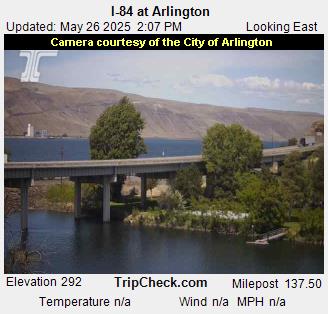 I-84 at Arlington
Updated: May 26 2025 2:07 PM Looking East
Camera courtesy of the City of Arlington
Elevation 292 TripCheck.com Milepost 137.50
Temperature n/a Wind n/a MPH n/a